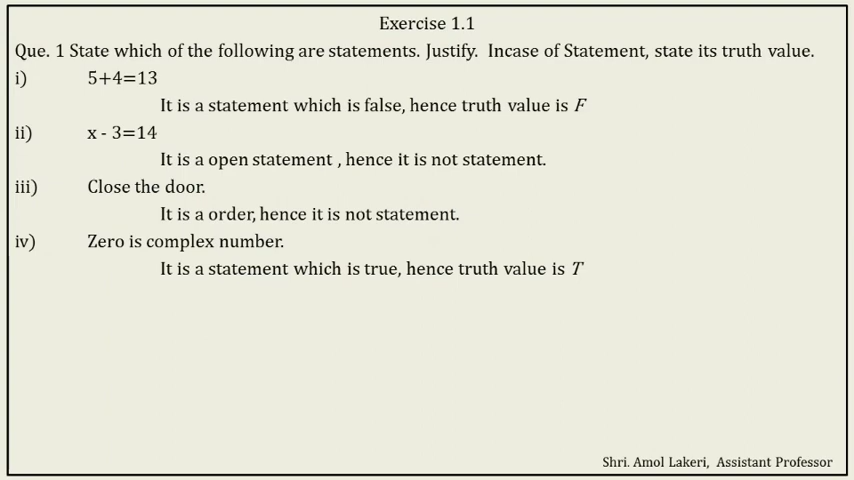 Exercise 1.1
Que. 1 State which of the following are statements. Justify. Incase of Statement, state its truth value.
i) 5+4=13
It is a statement which is false, hence truth value is F
ii) x - 3=14
It is a open statement , hence it is not statement.
iii) Close the door.
It is a order, hence it is not statement.
iv) Zero is complex number.
It is a statement which is true, hence truth value is T
Shri. Amol Lakeri, Assistant Professor